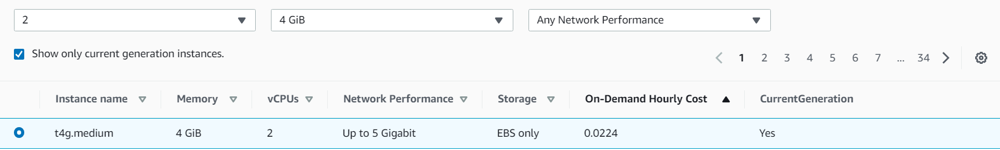 2 4 GiB Any Network Performance
Show only current generation instances.
1 2 3 4 5 6 7 ... 34
Instance name Memory vCPUs Network Performance Storage On-Demand Hourly Cost CurrentGeneration
t4g.medium 4 GiB 2 Up to 5 Gigabit EBS only 0.0224 Yes